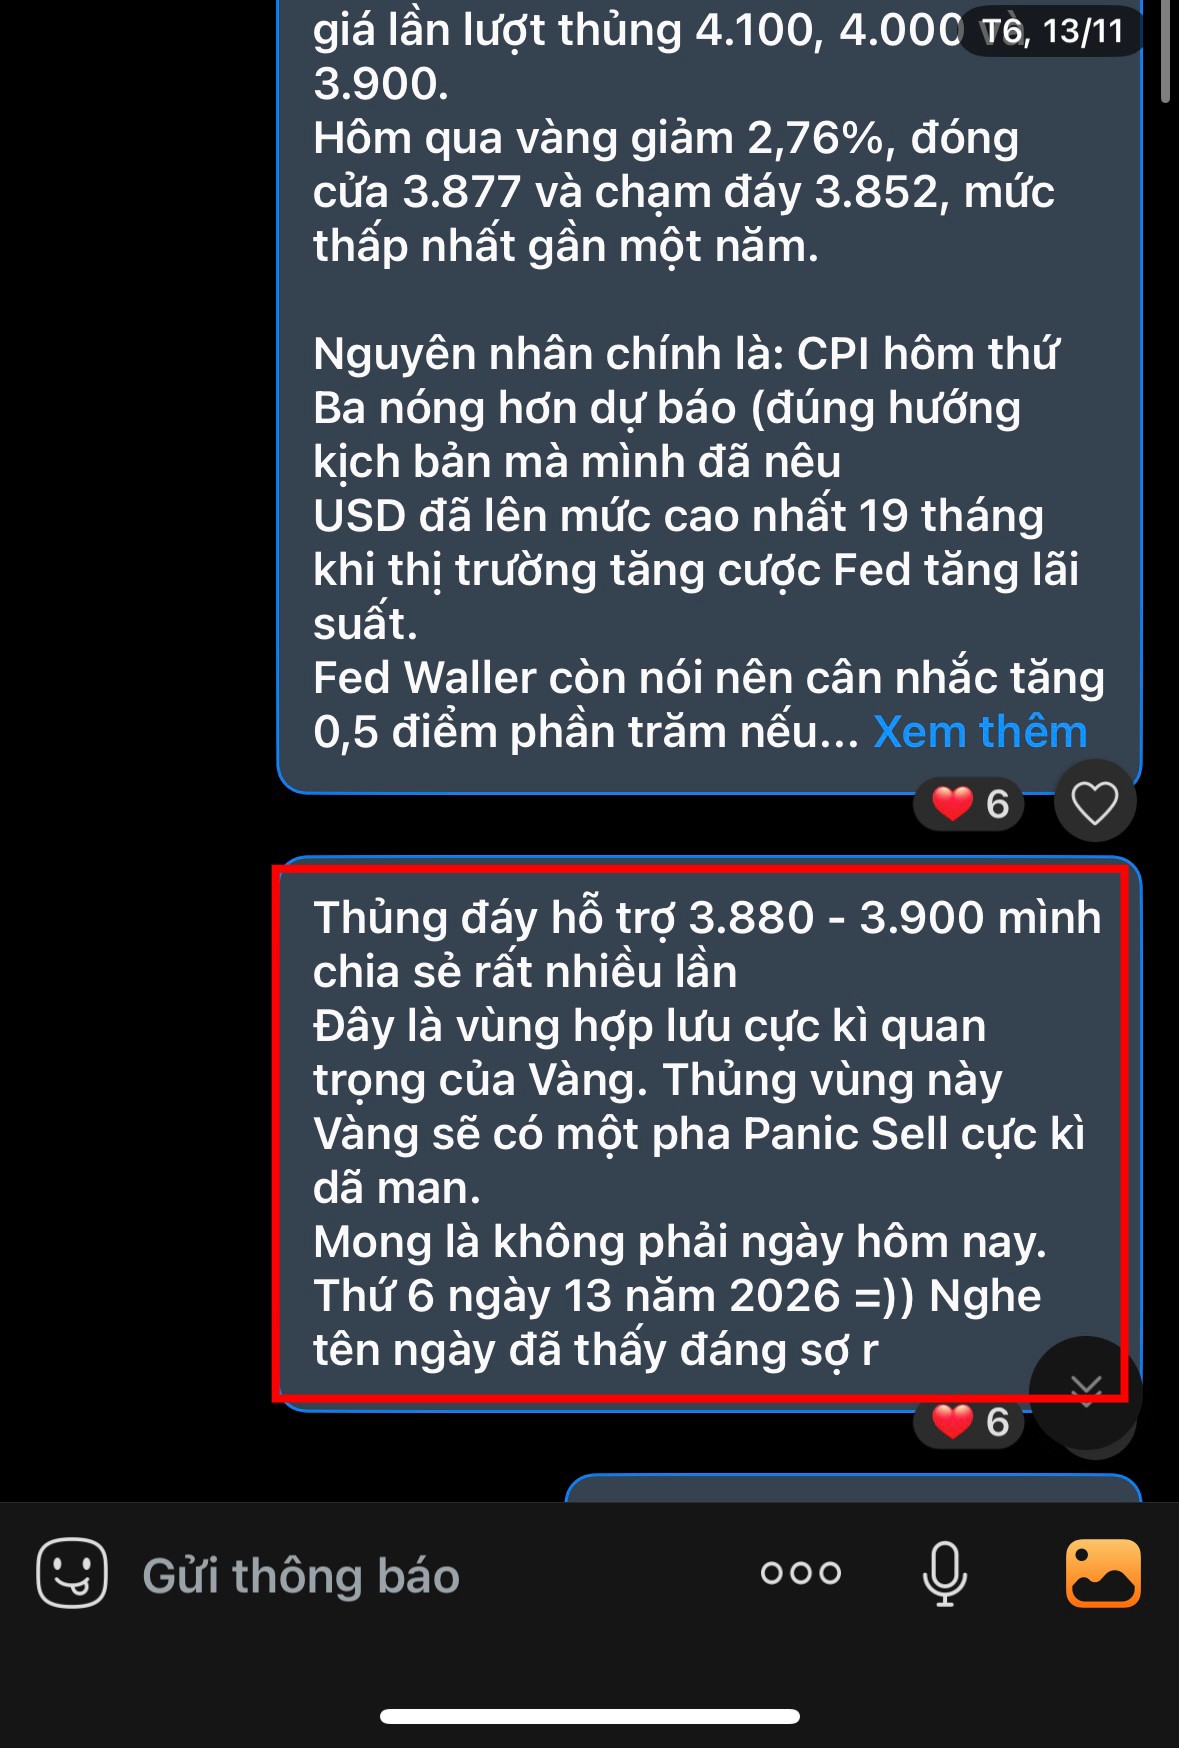 giá lần lượt thủng 4.100, 4.000 và
T6, 13/11
3.900.
Hôm qua vàng giảm 2,76%, đóng
cửa 3.877 và chạm đáy 3.852, mức
thấp nhất gần một năm.
Nguyên nhân chính là: CPI hôm thứ
Ba nóng hơn dự báo (đúng hướng
kịch bản mà mình đã nêu
USD đã lên mức cao nhất 19 tháng
khi thị trường tăng cược Fed tăng lãi
suất.
Fed Waller còn nói nên cân nhắc tăng
0,5 điểm phần trăm nếu... Xem thêm
6
Thủng đáy hỗ trợ 3.880 - 3.900 mình
chia sẻ rất nhiều lần
Đây là vùng hợp lưu cực kì quan
trọng của Vàng. Thủng vùng này
Vàng sẽ có một pha Panic Sell cực kì
dã man.
Mong là không phải ngày hôm nay.
Thứ 6 ngày 13 năm 2026 =)) Nghe
tên ngày đã thấy đáng sợ r
6
Gửi thông báo